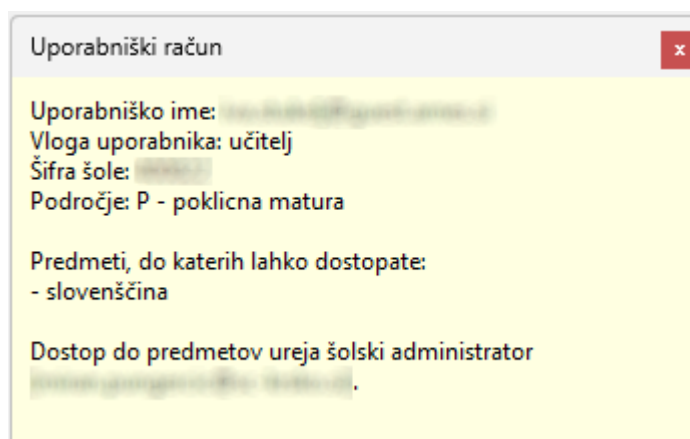 Uporabniški račun
x
Uporabniško ime:
Vloga uporabnika: učitelj
Šifra šole:
Področje: P - poklicna matura
Predmeti, do katerih lahko dostopate:
- slovenščina
Dostop do predmetov ureja šolski administrator
.